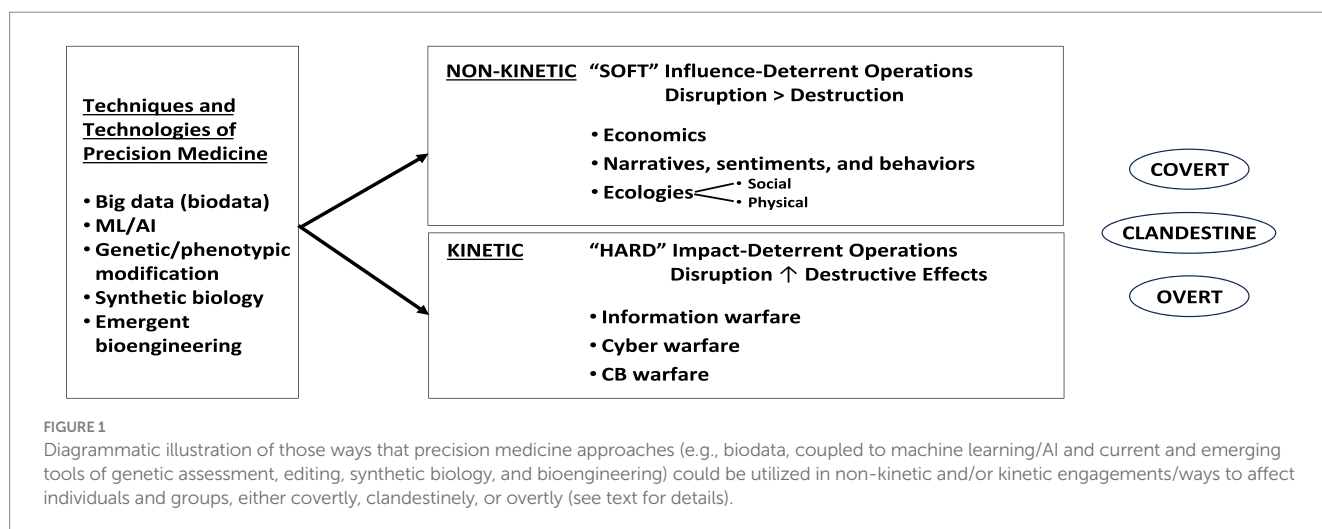 Techniques and
Technologies of
Precision Medicine
• Big data (biodata)
• ML/AI
• Genetic/phenotypic
modification
• Synthetic biology
• Emergent
bioengineering
NON-KINETIC “SOFT” Influence-Deterrent Operations
Disruption > Destruction
• Economics
• Narratives, sentiments, and behaviors
• Ecologies
• Social
• Physical
KINETIC “HARD” Impact-Deterrent Operations
Disruption ↑ Destructive Effects
• Information warfare
• Cyber warfare
• CB warfare
COVERT
CLANDESTINE
OVERT
FIGURE 1
Diagrammatic illustration of those ways that precision medicine approaches (e.g., biodata, coupled to machine learning/AI and current and emerging
tools of genetic assessment, editing, synthetic biology, and bioengineering) could be utilized in non-kinetic and/or kinetic engagements/ways to affect
individuals and groups, either covertly, clandestinely, or overtly (see text for details).